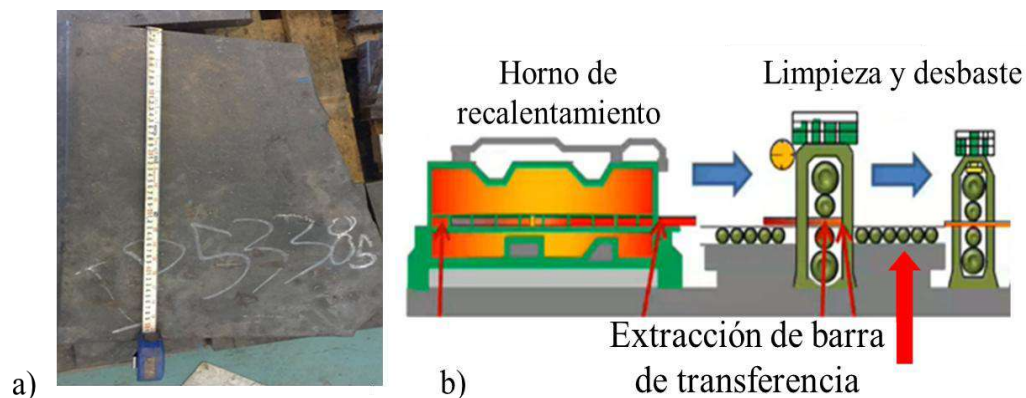 Horno de
recalentamiento
Limpieza y desbaste
Extracción de barra
de transferencia
a)
b)